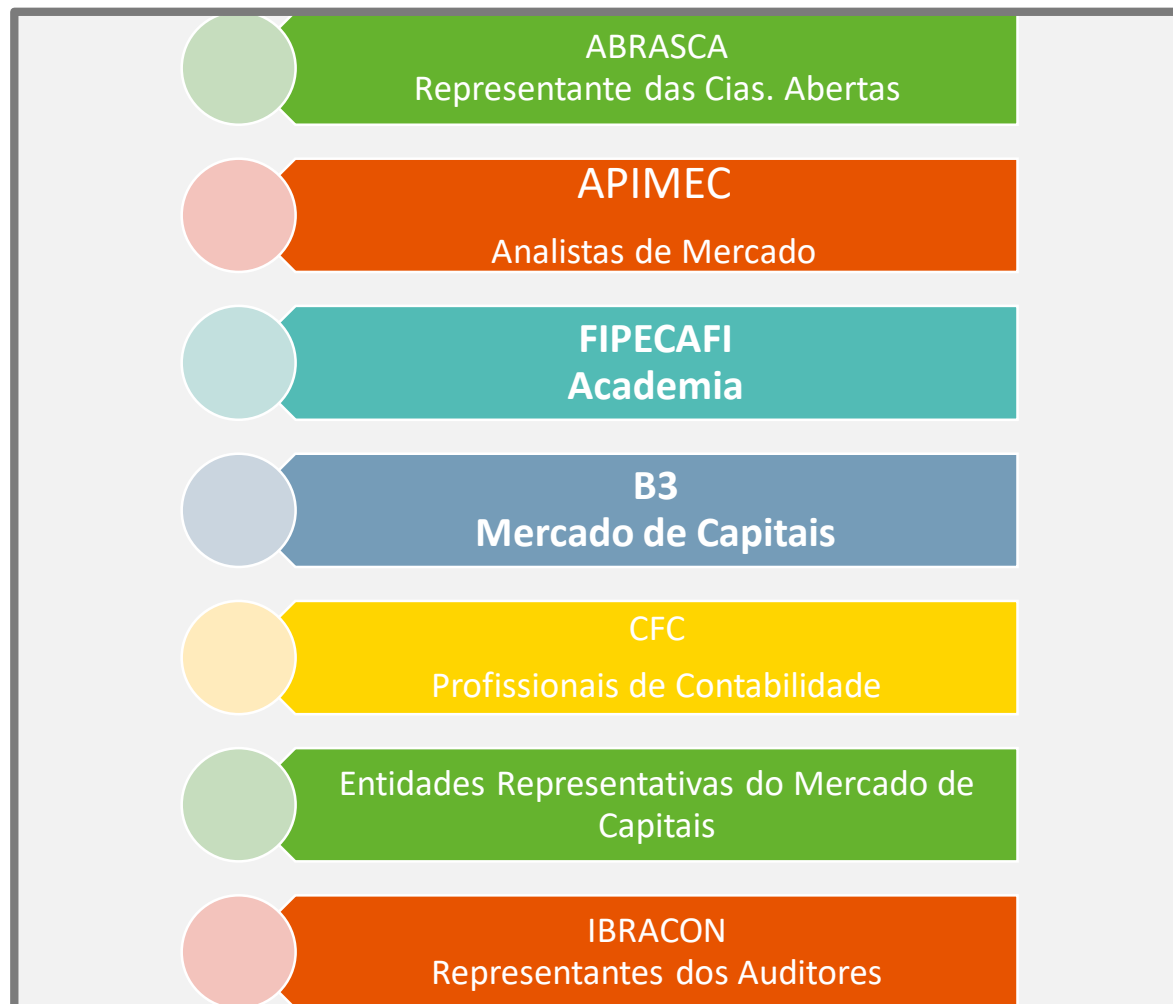 ABRASCA
Representante das Cias. Abertas
APIMEC
Analistas de Mercado
FIPECAFI
Academia
B3
Mercado de Capitais
CFC
Profissionais de Contabilidade
Entidades Representativas do Mercado de
Capitais
IBRACON
Representantes dos Auditores